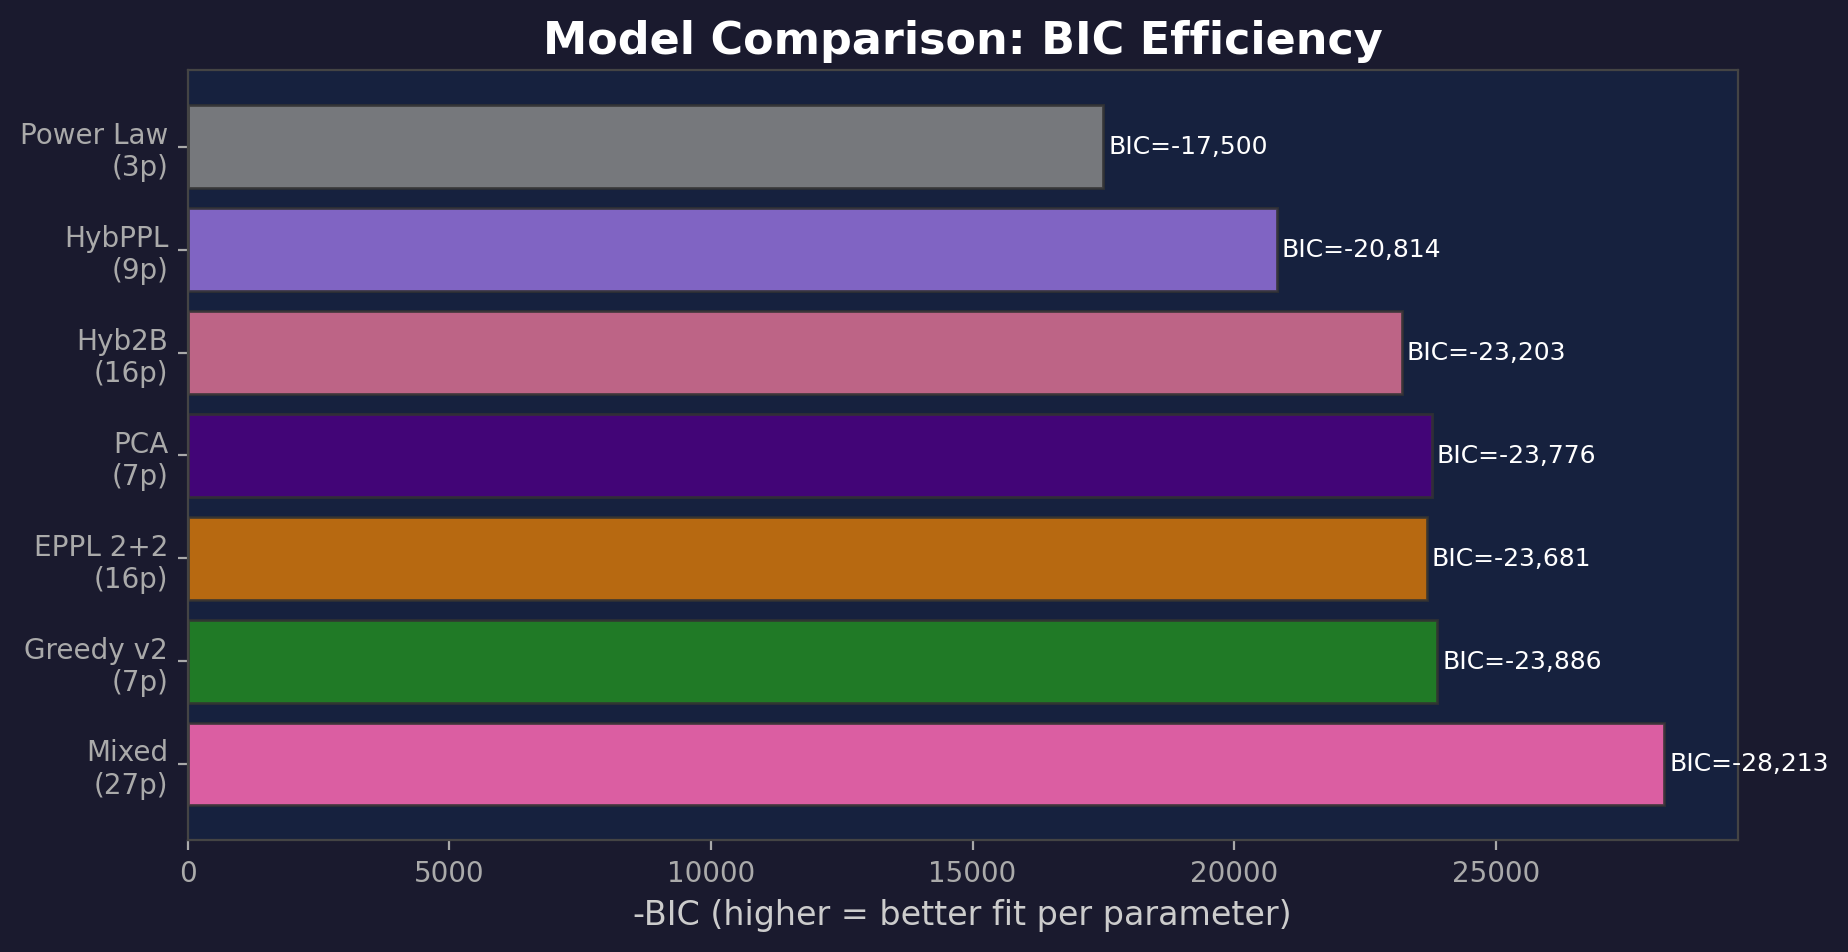 Model Comparison: BIC Efficiency
Power Law
(3p)
BIC=-17,500
HybPPL
(9p)
BIC=-20,814
Hyb2B
(16p)
BIC=-23,203
PCA
(7p)
BIC=-23,776
EPPL 2+2
(16p)
BIC=-23,681
Greedy v2
(7p)
BIC=-23,886
Mixed
(27p)
BIC=-28,213
0 5000 10000 15000 20000 25000
-BIC (higher = better fit per parameter)